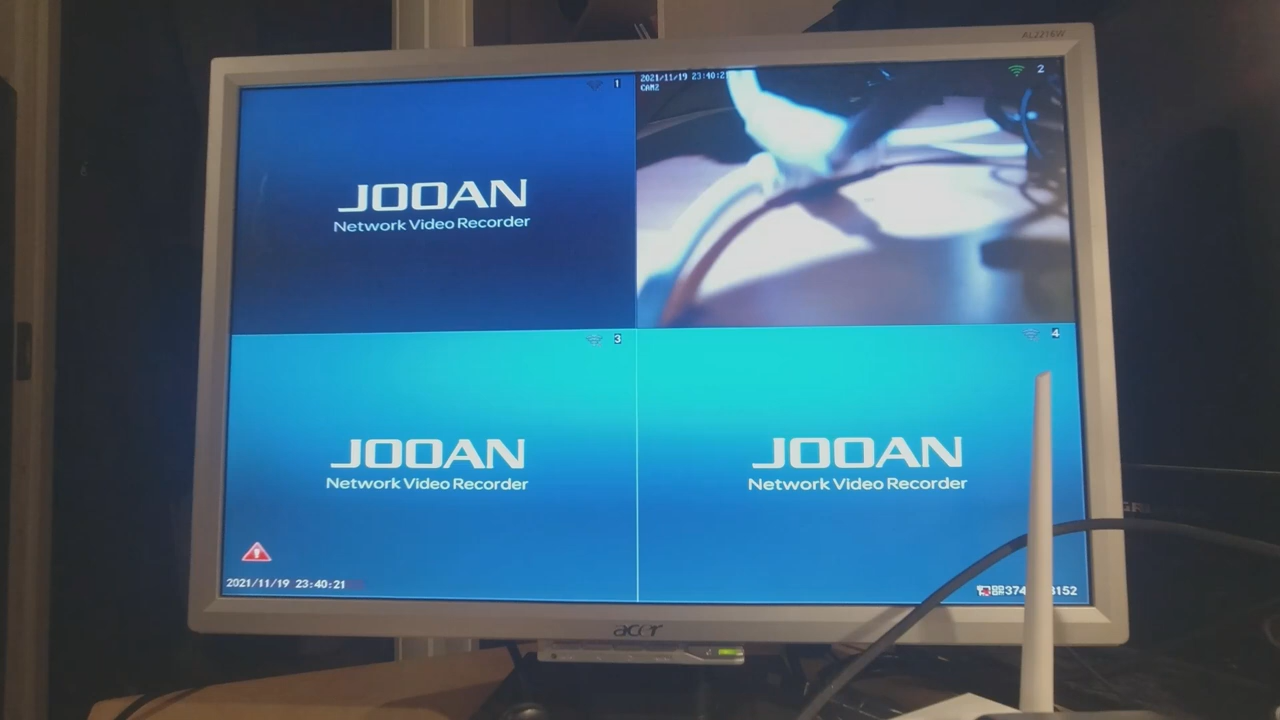 AL2216W
1
2021/11/19 23:40:21
CAM2
2
JOOAN
Network Video Recorder
3
4
JOOAN
Network Video Recorder
JOOAN
Network Video Recorder
2021/11/19 23:40:21
acer